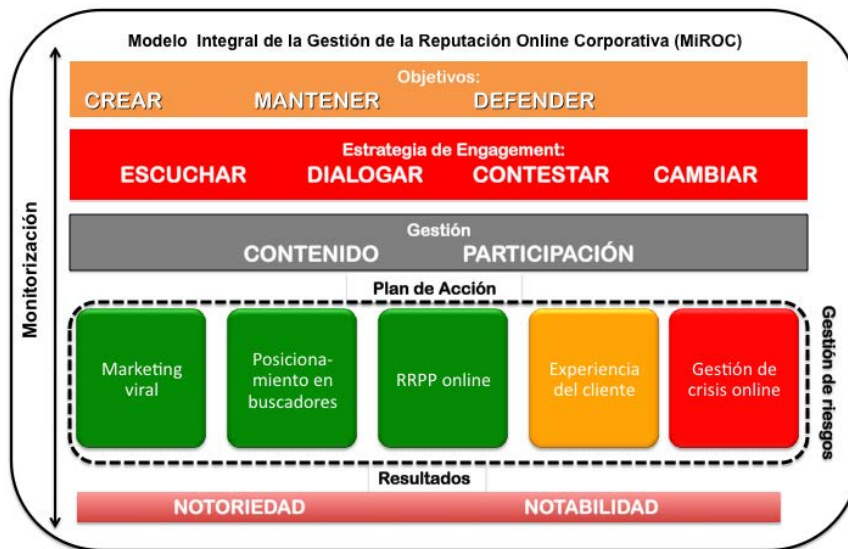 Modelo Integral de la Gestión de la Reputación Online Corporativa (MiROC)
Objetivos:
CREAR MANTENER DEFENDER
Estrategia de Engagement:
ESCUCHAR DIALOGAR CONTESTAR CAMBIAR
Gestión
CONTENIDO PARTICIPACIÓN
Monitorización
Plan de Acción
Marketing
viral
Posiciona-
miento en
buscadores
RRPP online
Experiencia
del cliente
Gestión de
crisis online
Gestión de riesgos
Resultados
NOTORIEDAD NOTABILIDAD